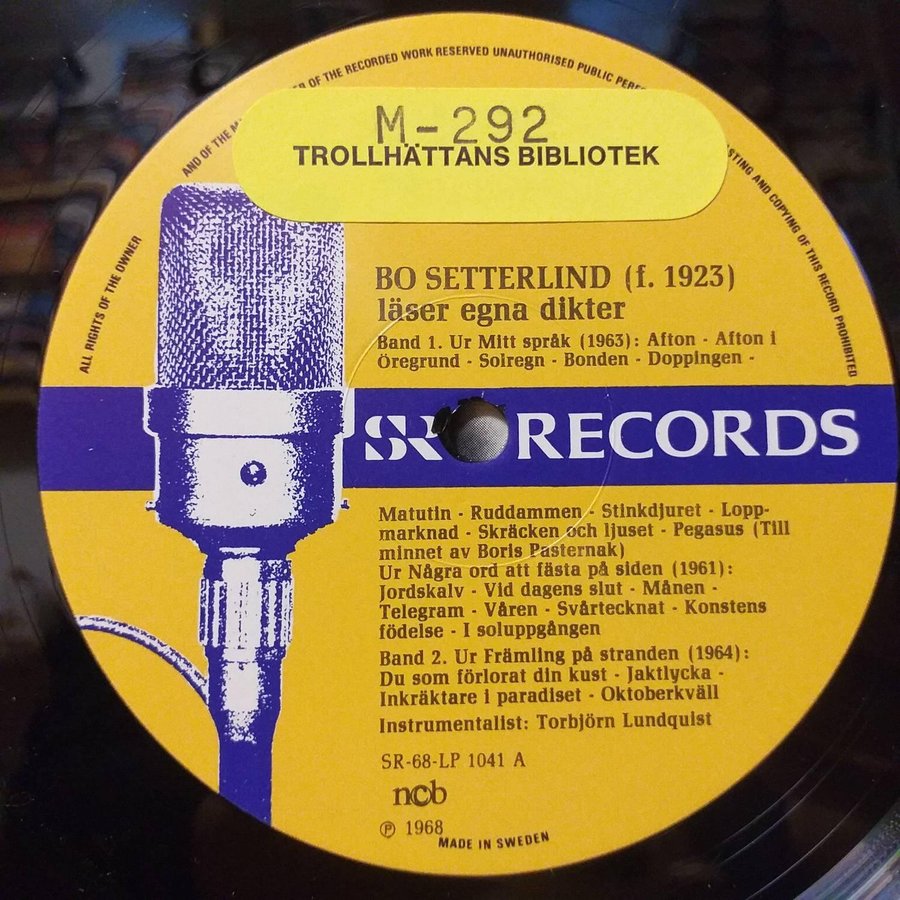 ALL RIGHTS OF THE OWNER
AND OF THE
OF THE RECORDED WORK RESERVED UNAUTHORISED PUBLIC
AND COPYING OF THIS RECORD PROHIBITED
M-292
TROLLHÄTTANS BIBLIOTEK
BO SETTERLIND (f. 1923)
läser egna dikter
Band 1. Ur Mitt språk (1963): Afton - Afton i
Öregrund - Solregn - Bonden - Doppingen -
SR RECORDS
Matutin - Ruddammen - Stinkdjuret - Lopp-
marknad - Skräcken och ljuset - Pegasus (Till
minnet av Boris Pasternak)
Ur Några ord att fästa på siden (1961):
Jordskalv - Vid dagens slut - Månen -
Telegram - Våren - Svårtecknat - Konstens
födelse - I soluppgången
Band 2. Ur Främling på stranden (1964):
Du som förlorat din kust - Jaktlycka -
Inkräktare i paradiset - Oktoberkväll
Instrumentalist: Torbjörn Lundquist
SR-68-LP 1041 A
ncb
℗ 1968
MADE IN SWEDEN